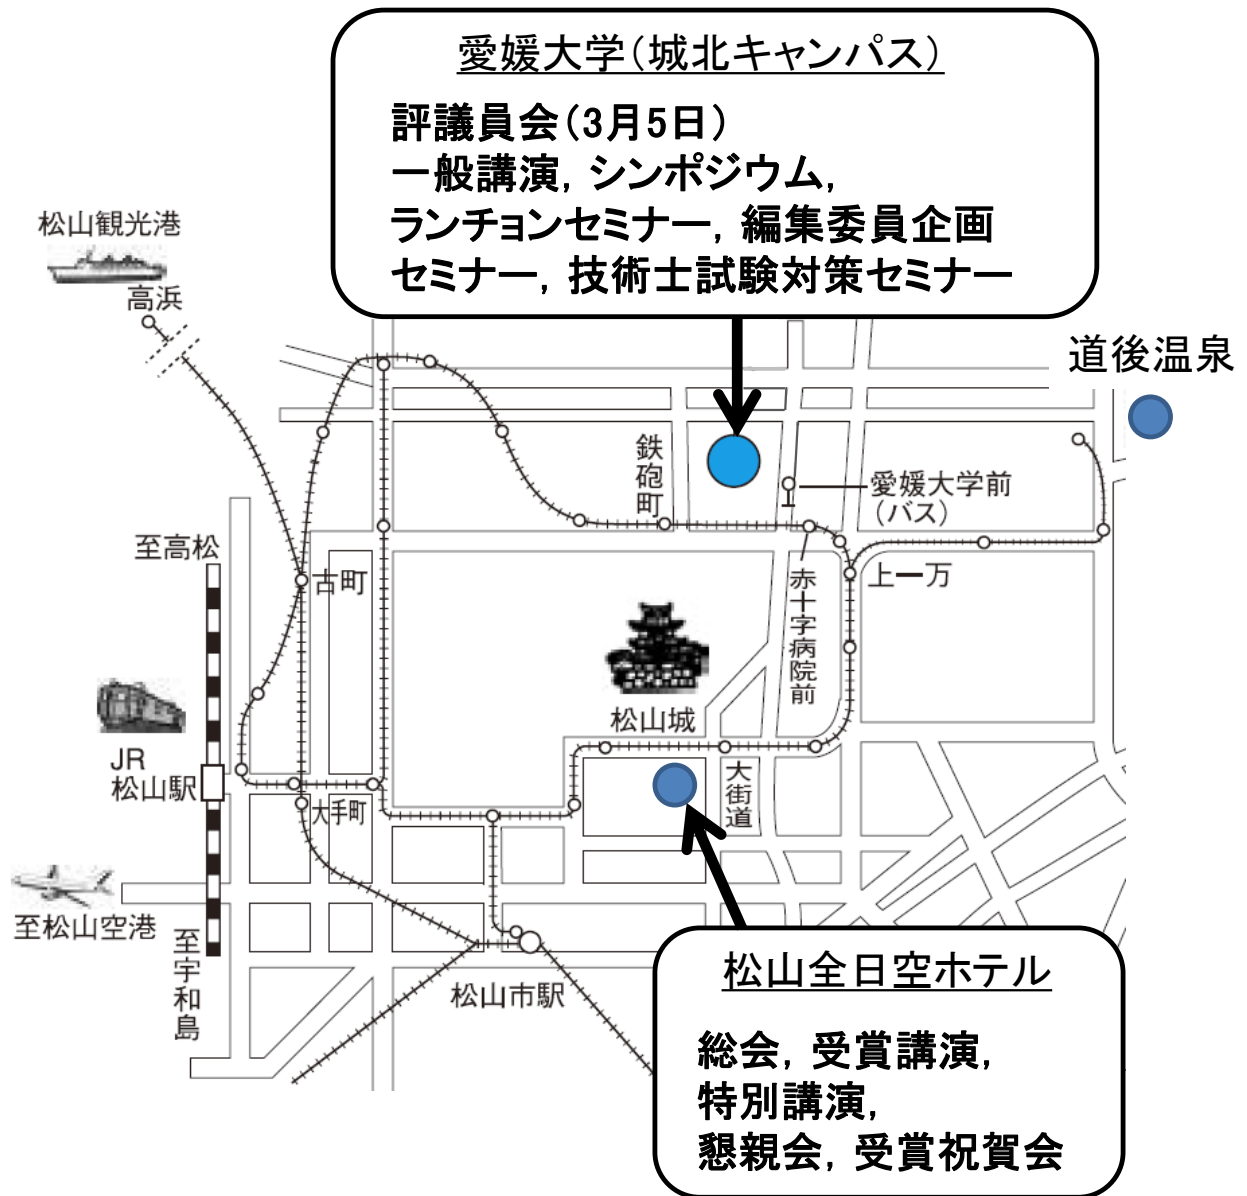 愛媛大学（城北キャンパス）
評議員会（3月5日）
一般講演，シンポジウム，
ランチョンセミナー，編集委員企画
セミナー，技術士試験対策セミナー
松山観光港
高浜
道後温泉
鉄砲町
愛媛大学前
（バス）
至高松
古町
上一万
赤十字病院前
松山城
JR
松山駅
大手町
大街道
至松山空港
至宇和島
松山市駅
松山全日空ホテル
総会，受賞講演，
特別講演，
懇親会，受賞祝賀会